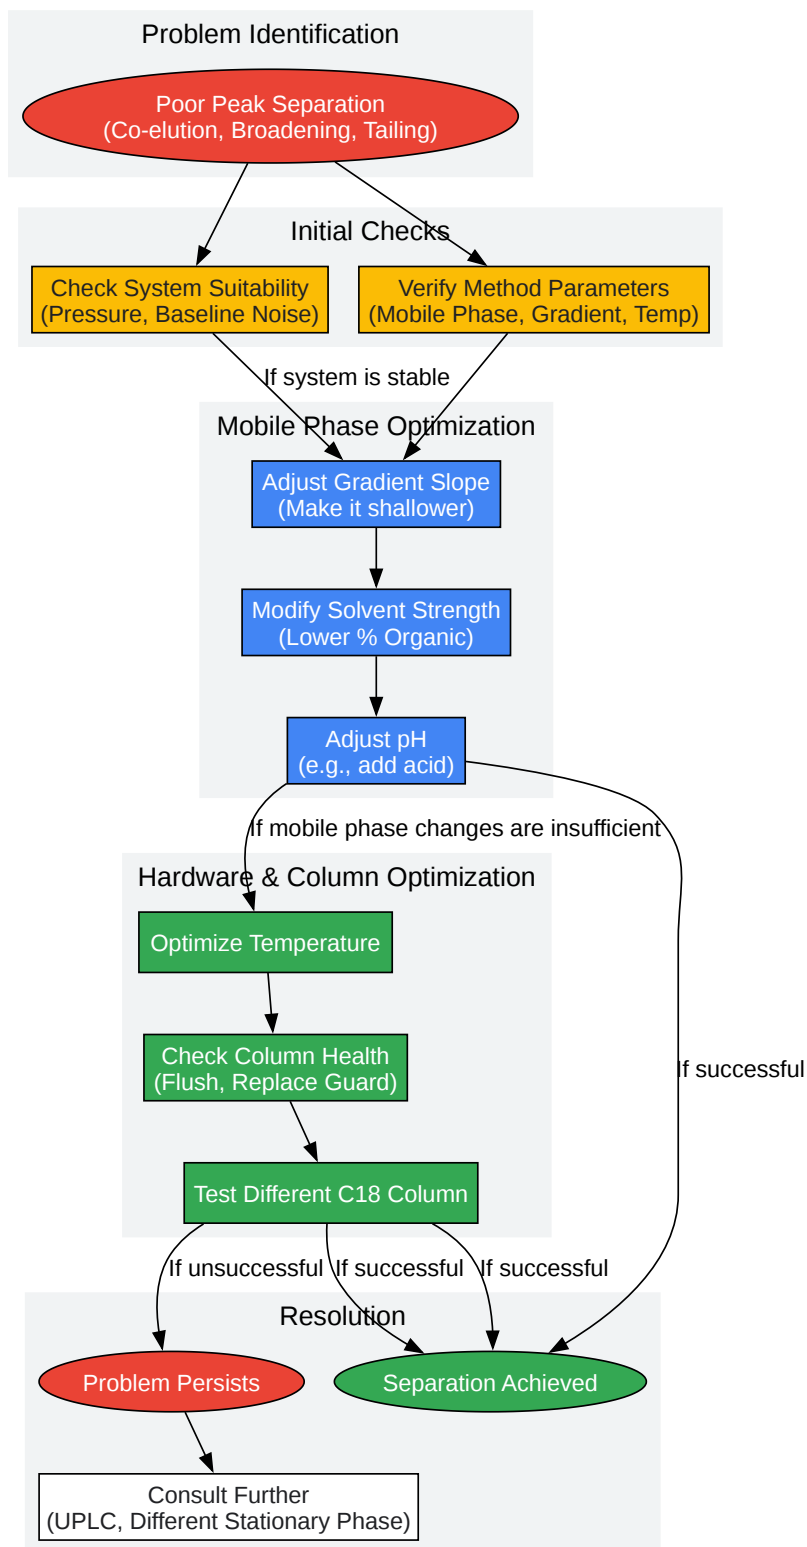 Problem Identification
Poor Peak Separation
(Co-elution, Broadening, Tailing)
Initial Checks
Check System Suitability
(Pressure, Baseline Noise)
Verify Method Parameters
(Mobile Phase, Gradient, Temp)
If system is stable
Mobile Phase Optimization
Adjust Gradient Slope
(Make it shallower)
Modify Solvent Strength
(Lower % Organic)
Adjust pH
(e.g., add acid)
If mobile phase changes are insufficient
Hardware & Column Optimization
Optimize Temperature
Check Column Health
(Flush, Replace Guard)
If successful
Test Different C18 Column
If unsuccessful
If successful
If successful
Resolution
Problem Persists
Separation Achieved
Consult Further
(UPLC, Different Stationary Phase)